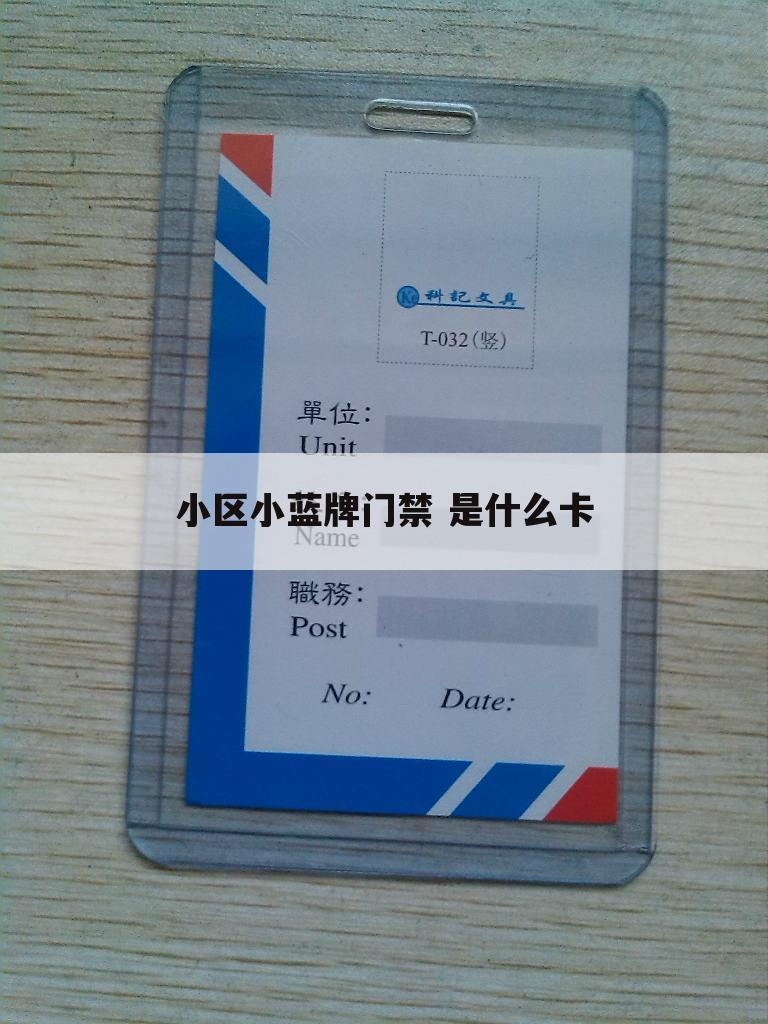 Ke 科記文具
T-032(竖)
單位:
Unit
小区小蓝牌门禁 是什么卡
Name
職務:
Post
No: Date: